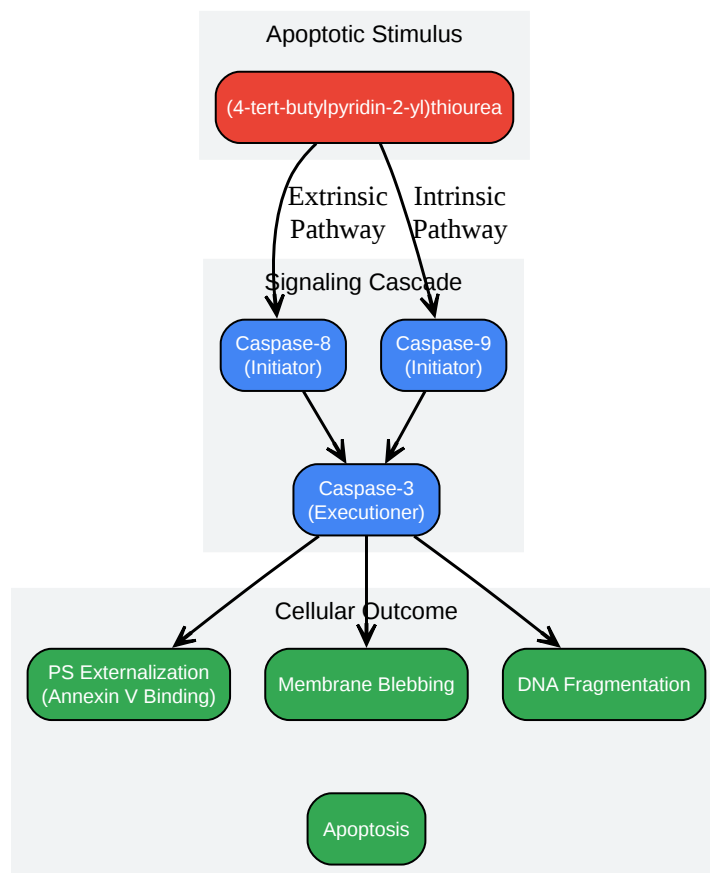 Apoptotic Stimulus
(4-tert-butylpyridin-2-yl)thiourea
Extrinsic
Pathway
Intrinsic
Pathway
Signaling Cascade
Caspase-8
(Initiator)
Caspase-9
(Initiator)
Caspase-3
(Executioner)
Cellular Outcome
PS Externalization
(Annexin V Binding)
Membrane Blebbing
DNA Fragmentation
Apoptosis